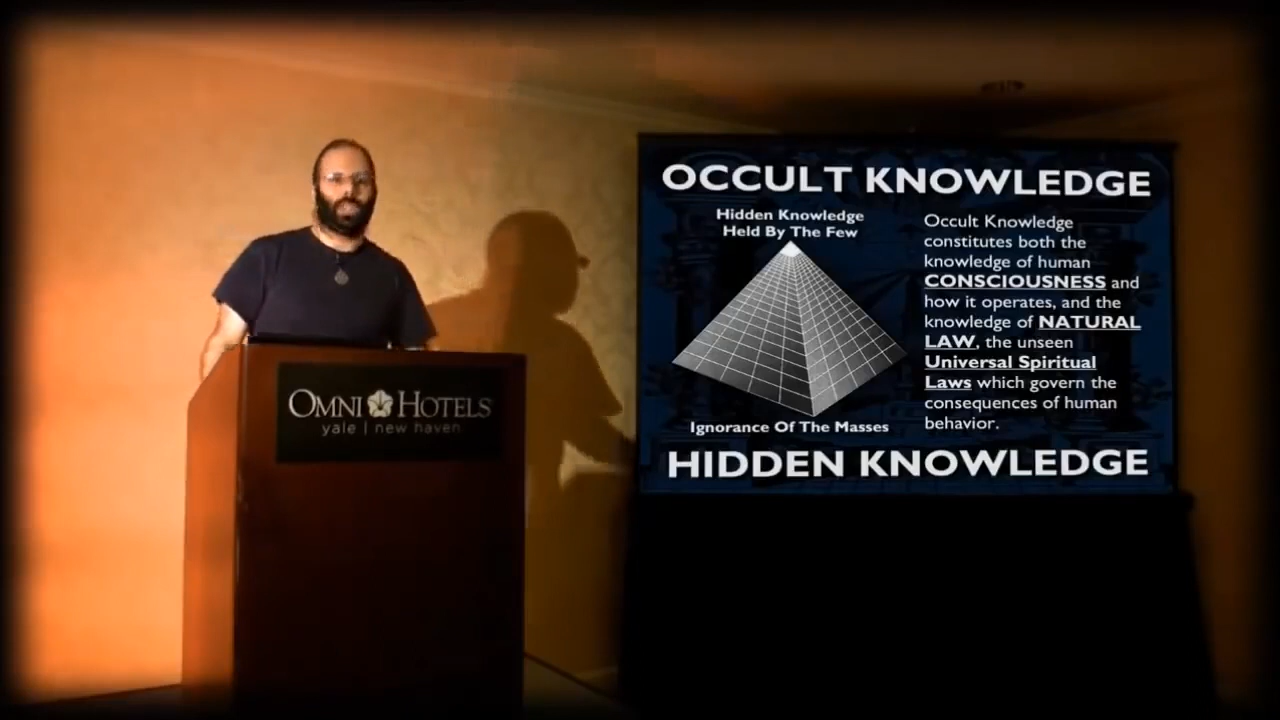 OMNI HOTELS
yale | new haven
OCCULT KNOWLEDGE
Hidden Knowledge
Held By The Few
Ignorance Of The Masses
Occult Knowledge
constitutes both the
knowledge of human
CONSCIOUSNESS and
how it operates, and the
knowledge of NATURAL
LAW, the unseen
Universal Spiritual
Laws which govern the
consequences of human
behavior.
HIDDEN KNOWLEDGE